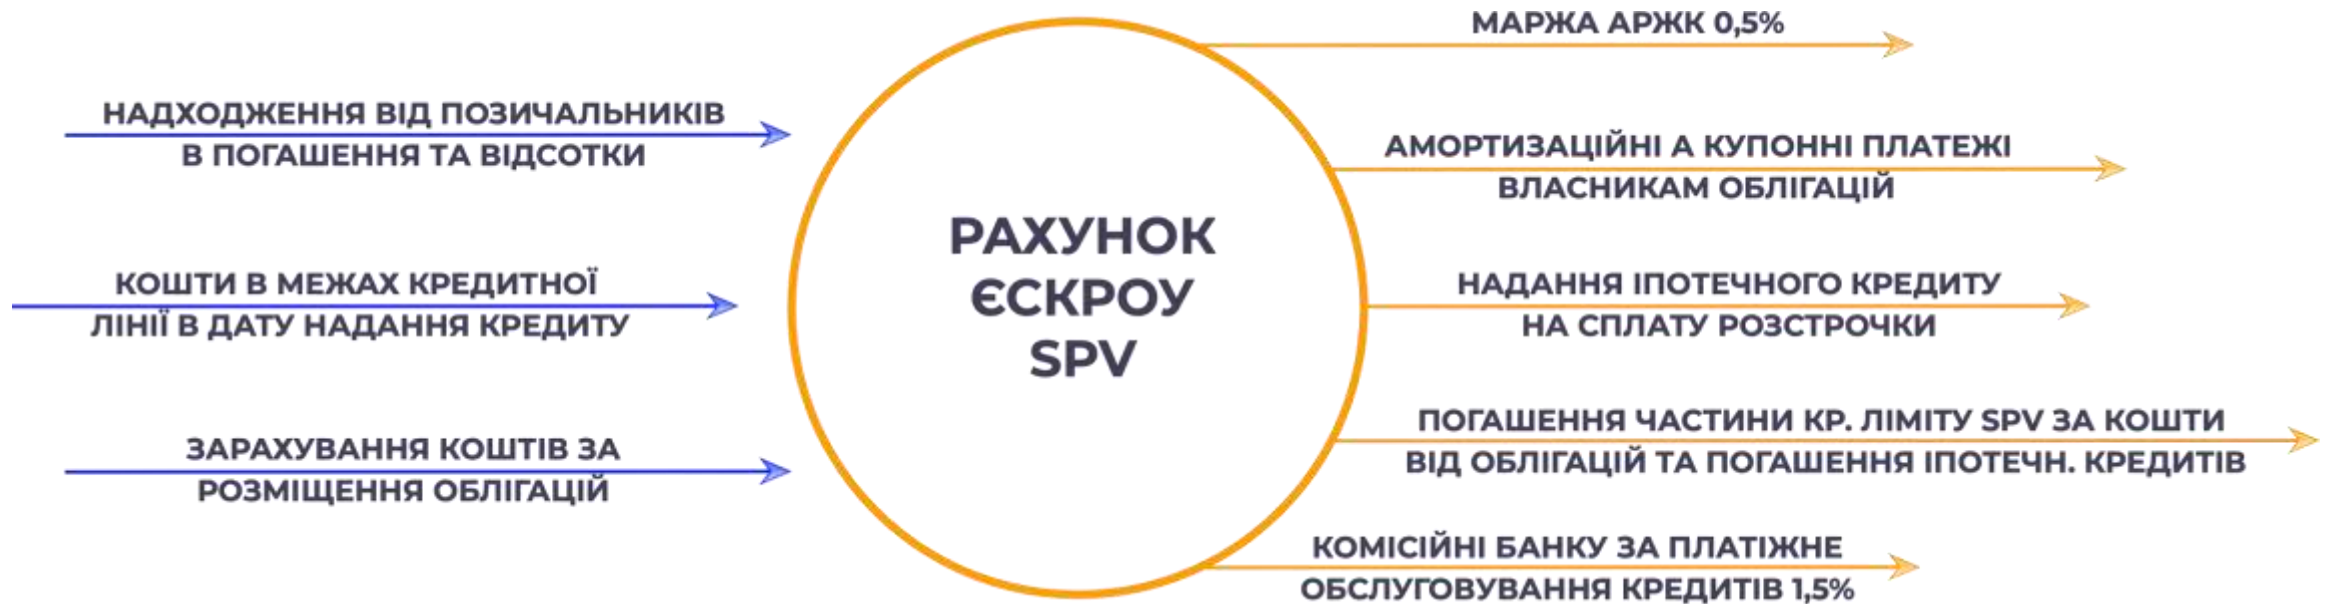 НАДХОДЖЕННЯ ВІД ПОЗИЧАЛЬНИКІВ
В ПОГАШЕННЯ ТА ВІДСОТКИ
КОШТИ В МЕЖАХ КРЕДИТНОЇ
ЛІНІЇ В ДАТУ НАДАННЯ КРЕДИТУ
ЗАРАХУВАННЯ КОШТІВ ЗА
РОЗМІЩЕННЯ ОБЛІГАЦІЙ
РАХУНОК
ЄСКРОУ
SPV
МАРЖА АРЖК 0,5%
АМОРТИЗАЦІЙНІ А КУПОННІ ПЛАТЕЖІ
ВЛАСНИКАМ ОБЛІГАЦІЙ
НАДАННЯ ІПОТЕЧНОГО КРЕДИТУ
НА СПЛАТУ РОЗСТРОЧКИ
ПОГАШЕННЯ ЧАСТИНИ КР. ЛІМІТУ SPV ЗА КОШТИ
ВІД ОБЛІГАЦІЙ ТА ПОГАШЕННЯ ІПОТЕЧН. КРЕДИТІВ
КОМІСІЙНІ БАНКУ ЗА ПЛАТІЖНЕ
ОБСЛУГОВУВАННЯ КРЕДИТІВ 1,5%